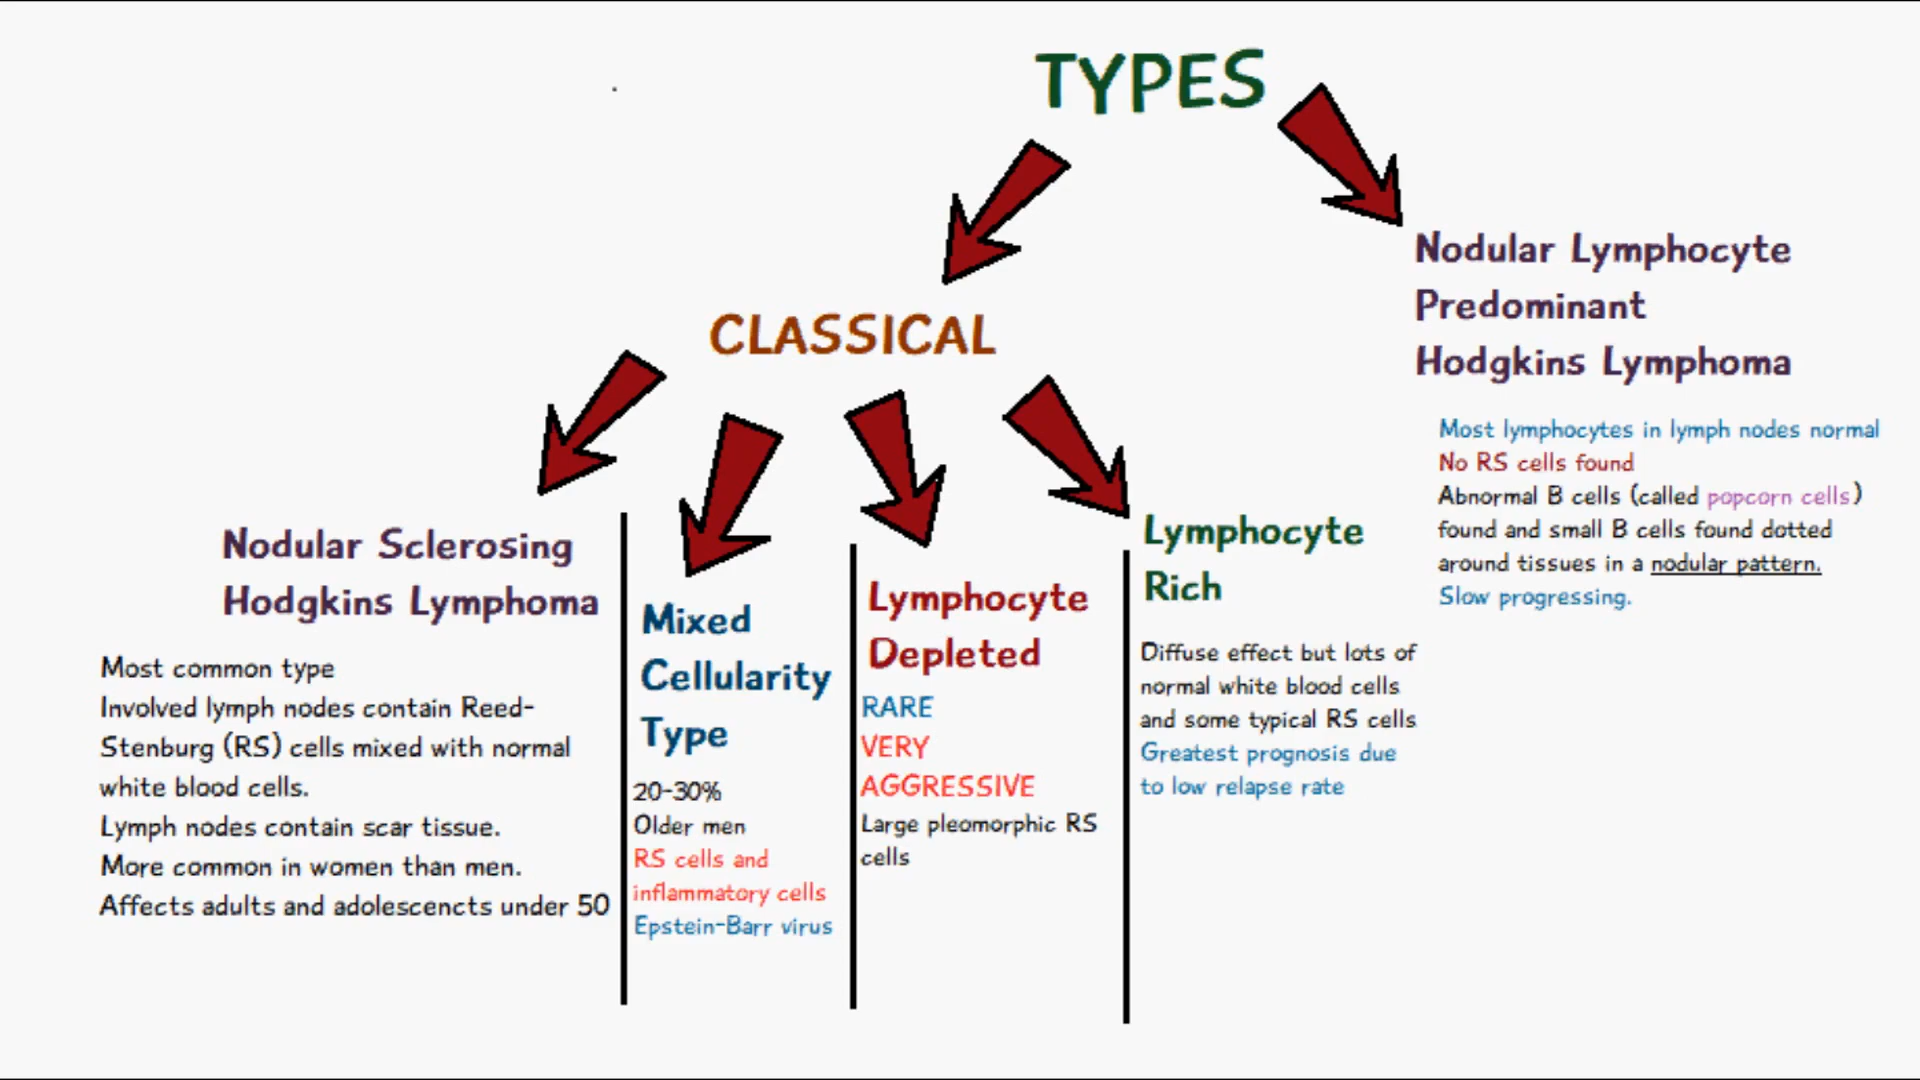 TYPES
CLASSICAL
Nodular Sclerosing
Hodgkins Lymphoma
Most common type
Involved lymph nodes contain Reed-
Stenburg (RS) cells mixed with normal
white blood cells.
Lymph nodes contain scar tissue.
More common in women than men.
Affects adults and adolescencts under 50
Mixed
Cellularity
Type
20-30%
Older men
RS cells and
inflammatory cells
Epstein-Barr virus
Lymphocyte
Depleted
RARE
VERY
AGGRESSIVE
Large pleomorphic RS
cells
Lymphocyte
Rich
Diffuse effect but lots of
normal white blood cells
and some typical RS cells
Greatest prognosis due
to low relapse rate
Nodular Lymphocyte
Predominant
Hodgkins Lymphoma
Most lymphocytes in lymph nodes normal
No RS cells found
Abnormal B cells (called popcorn cells)
found and small B cells found dotted
around tissues in a nodular pattern.
Slow progressing.